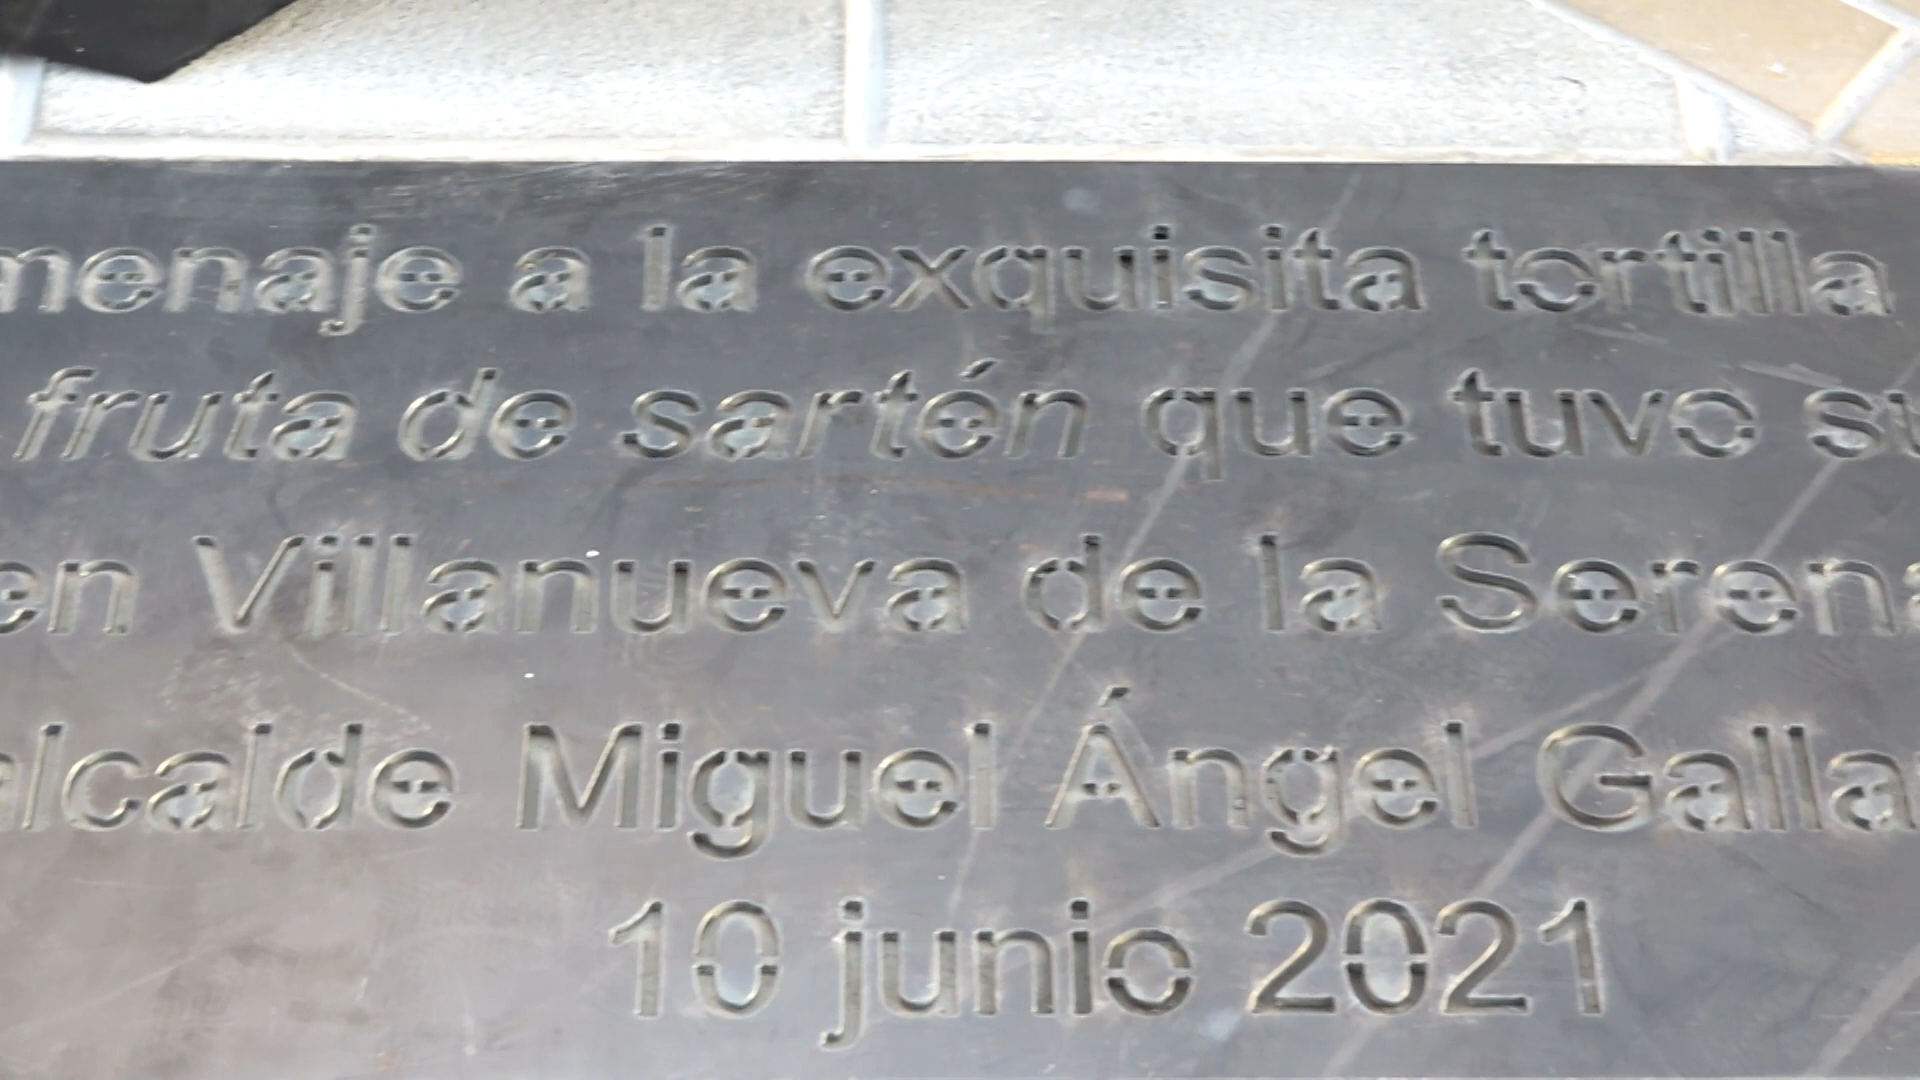 menaje a la exquisita tortilla
fruta de sartén que tuvo su
en Villanueva de la Serena
alcalde Miguel Ángel Galla
10 junio 2021